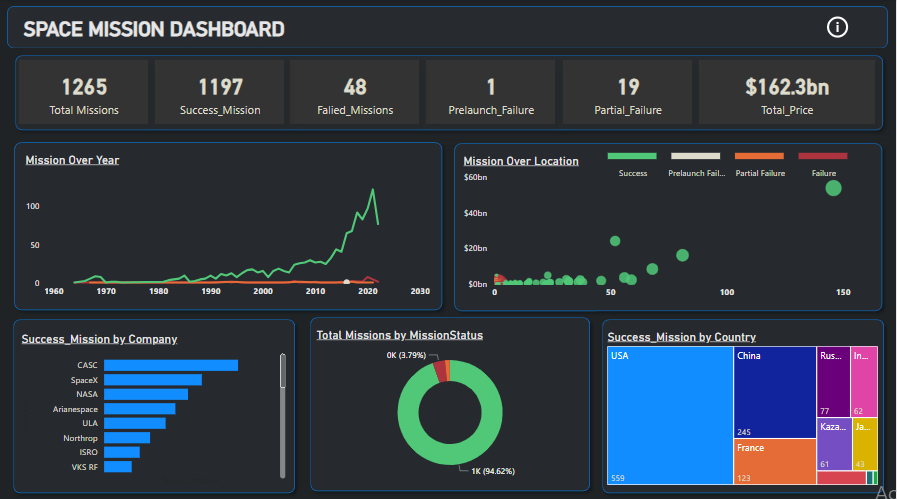 SPACE MISSION DASHBOARD
1265
Total Missions
1197
Success_Mission
48
Falied_Missions
1
Prelaunch_Failure
19
Partial_Failure
$162.3bn
Total_Price
Mission Over Year
100
50
0
1960
1970
1980
1990
2000
2010
2020
2030
Mission Over Location
Success
Prelaunch Fail...
Partial Failure
Failure
$60bn
$40bn
$20bn
$0bn
0
50
100
150
Success_Mission by Company
CASC
SpaceX
NASA
Arianespace
ULA
Northrop
ISRO
VKS RF
Total Missions by MissionStatus
0K (3.79%)
1K (94.62%)
Success_Mission by Country
USA
559
China
245
France
123
Rus...
77
In...
62
Kaza...
61
Ja...
43
Ac